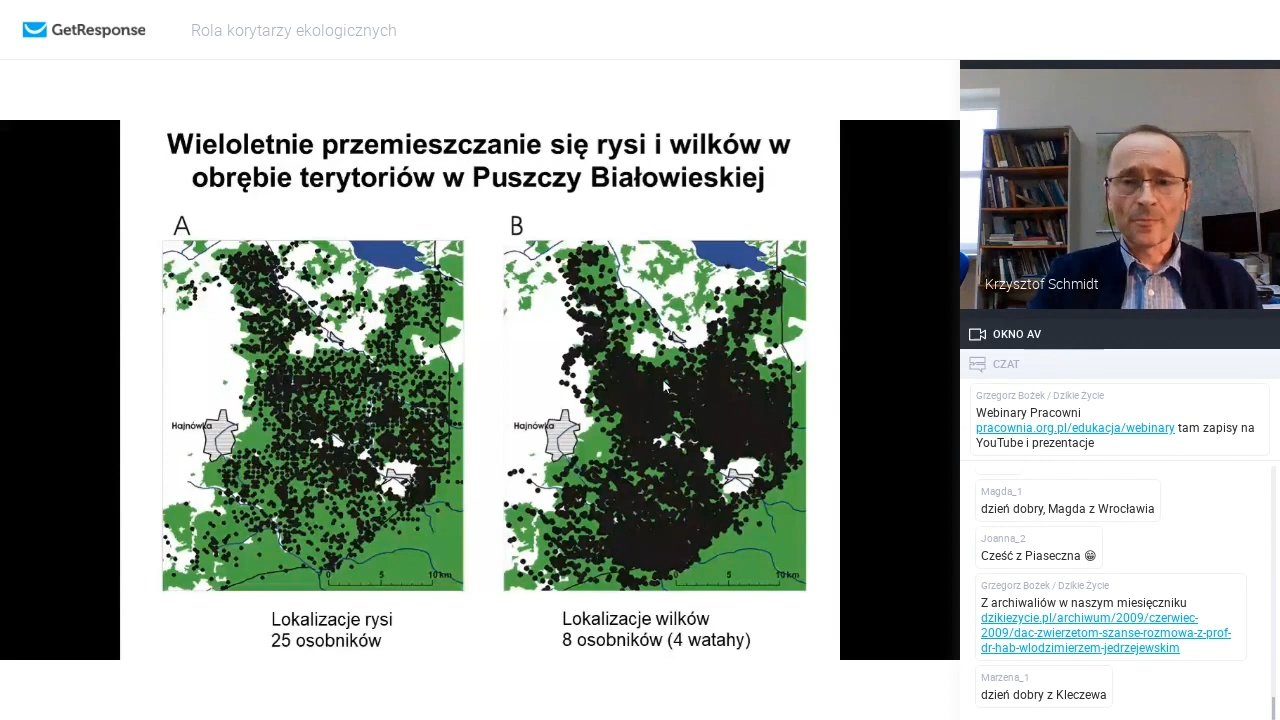 GetResponse
Rola korytarzy ekologicznych
Wieloletnie przemieszczanie się rysi i wilków w
obrębie terytoriów w Puszczy Białowieskiej
A
B
Hajnówka
0 5 10 km
Hajnówka
0 5 10 km
Lokalizacje rysi
25 osobników
Lokalizacje wilków
8 osobników (4 watahy)
Krzysztof Schmidt
OKNO AV
CZAT
Grzegorz Bożek / Dzikie Życie
Webinary Pracowni
pracownia.org.pl/edukacja/webinary tam zapisy na
YouTube i prezentacje
Magda_1
dzień dobry, Magda z Wrocławia
Joanna_2
Cześć z Piaseczna 😁
Grzegorz Bożek / Dzikie Życie
Z archiwaliów w naszym miesięczniku
dzikiezycie.pl/archiwum/2009/czerwiec-
2009/dac-zwierzetom-szanse-rozmowa-z-prof-
dr-hab-wlodzimierzem-jedrzejewskim
Marzena_1
dzień dobry z Kleczewa